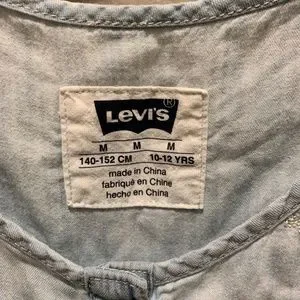 Levi's®
M M M
140-152 CM 10-12 YRS
made in China
fabriqué en Chine
hecho en China